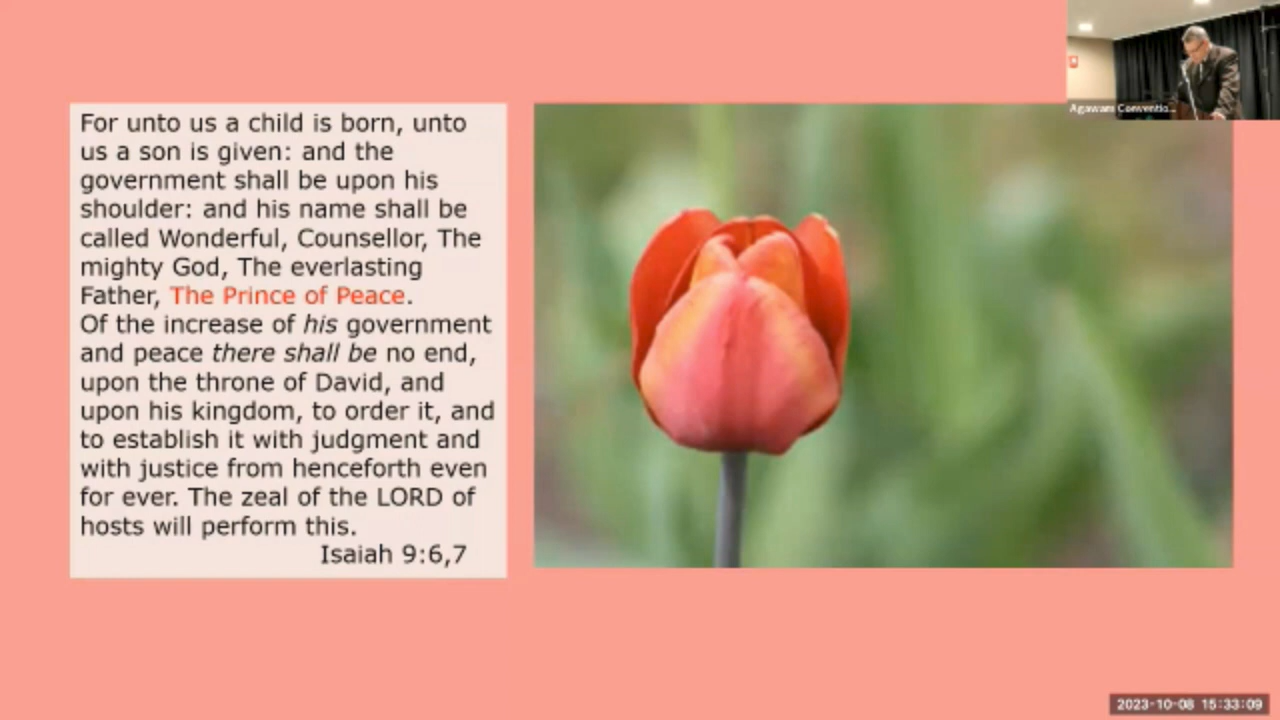 For unto us a child is born, unto
us a son is given: and the
government shall be upon his
shoulder: and his name shall be
called Wonderful, Counsellor, The
mighty God, The everlasting
Father, The Prince of Peace.
Of the increase of his government
and peace there shall be no end,
upon the throne of David, and
upon his kingdom, to order it, and
to establish it with judgment and
with justice from henceforth even
for ever. The zeal of the LORD of
hosts will perform this.
Isaiah 9:6,7
Agawam Conventio...
2023-10-08 15:33:09